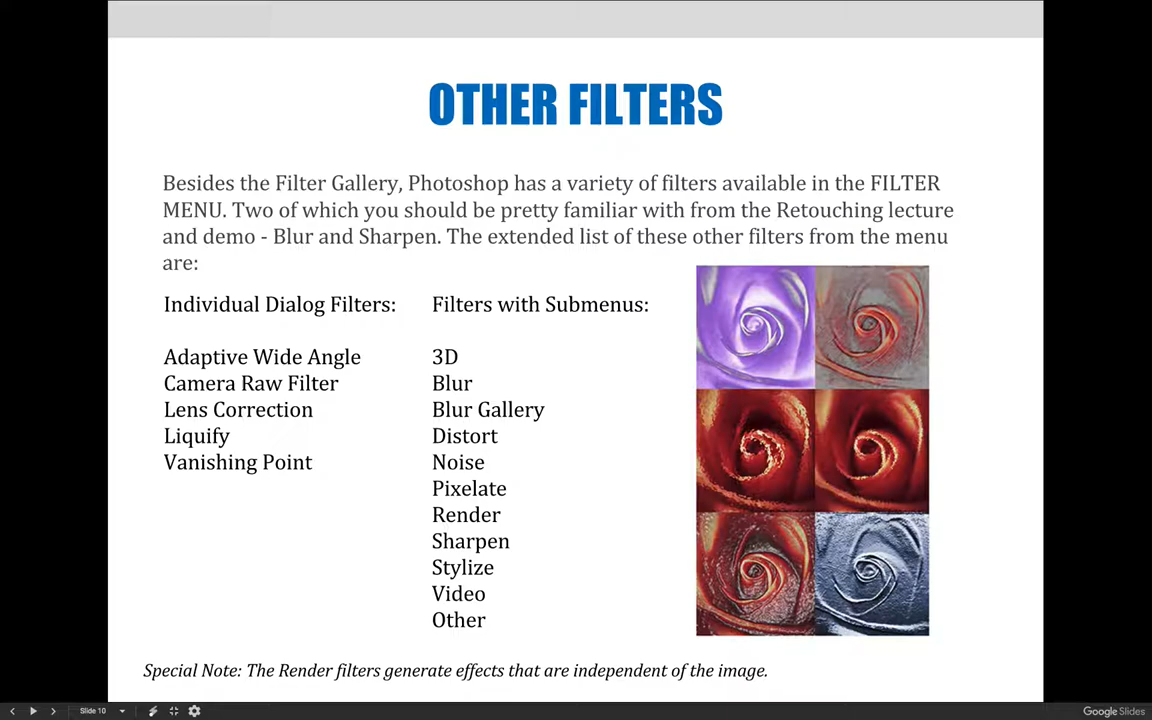 OTHER FILTERS
Besides the Filter Gallery, Photoshop has a variety of filters available in the FILTER
MENU. Two of which you should be pretty familiar with from the Retouching lecture
and demo - Blur and Sharpen. The extended list of these other filters from the menu
are:
Individual Dialog Filters:
Adaptive Wide Angle
Camera Raw Filter
Lens Correction
Liquify
Vanishing Point
Filters with Submenus:
3D
Blur
Blur Gallery
Distort
Noise
Pixelate
Render
Sharpen
Stylize
Video
Other
Special Note: The Render filters generate effects that are independent of the image.
Slide 10
Google Slides